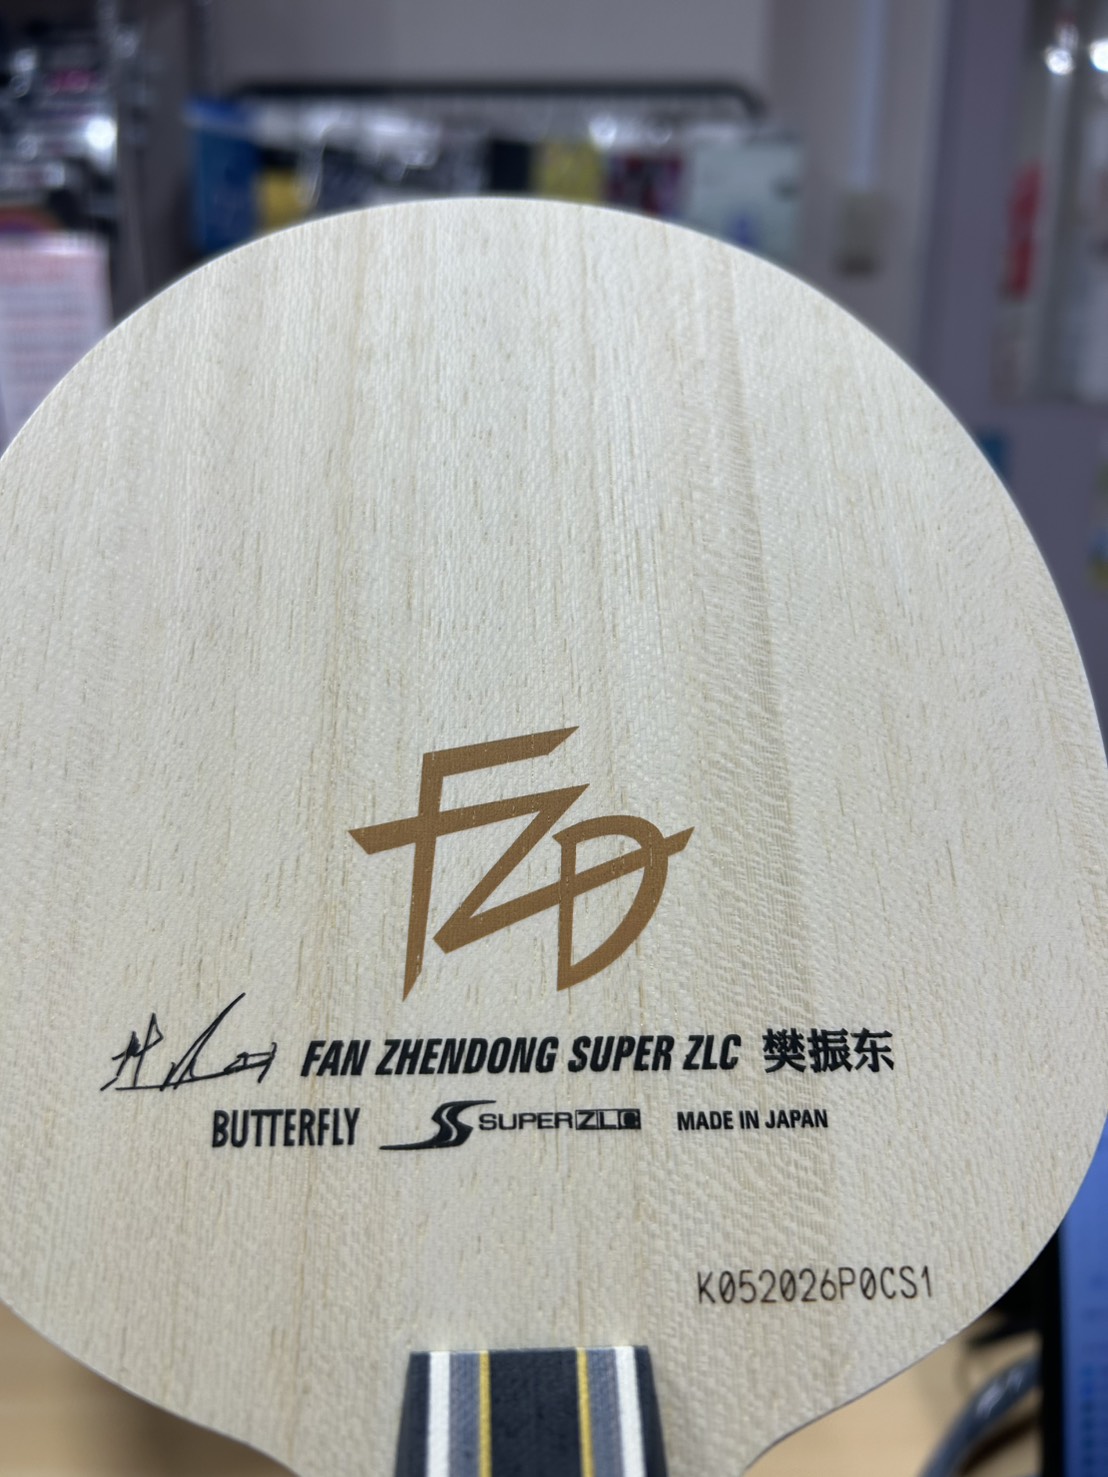 FZD
FAN ZHENDONG SUPER ZLC 樊振东
BUTTERFLY SUPER ZLC MADE IN JAPAN
K052026P0CS1